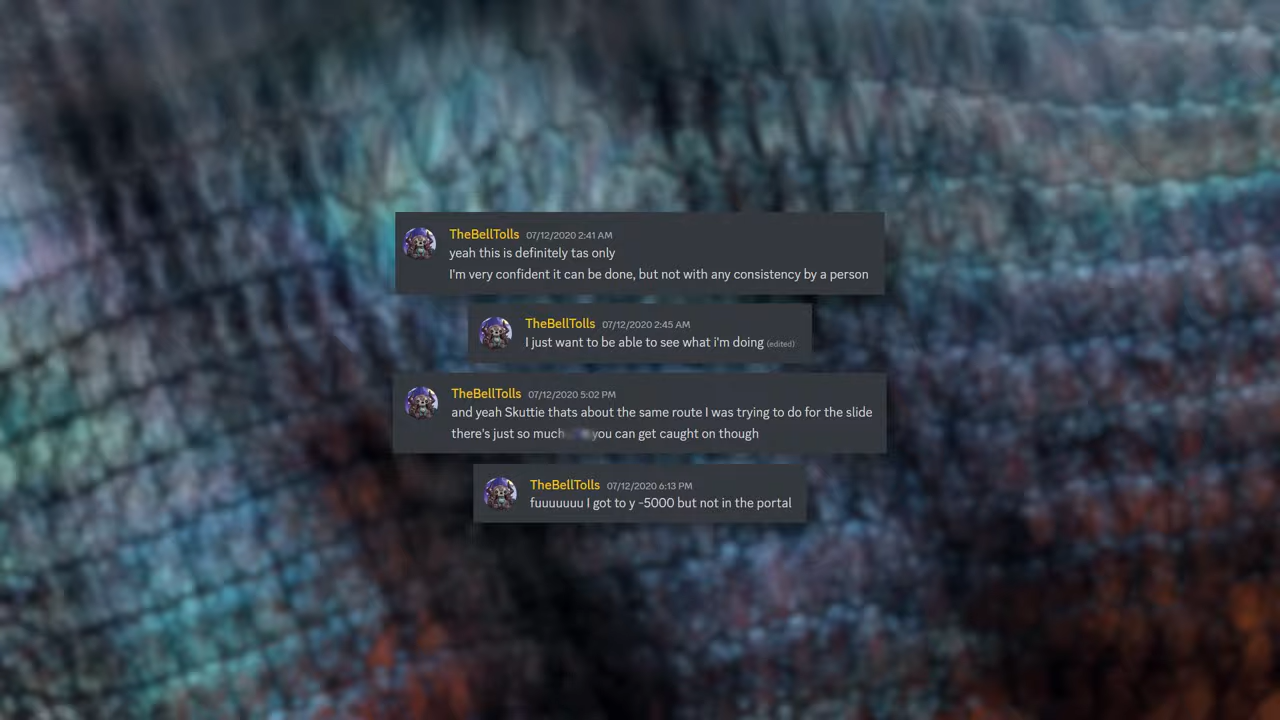 TheBellTolls 07/12/2020 2:41 AM
yeah this is definitely tas only
I'm very confident it can be done, but not with any consistency by a person
TheBellTolls 07/12/2020 2:45 AM
I just want to be able to see what i'm doing (edited)
TheBellTolls 07/12/2020 5:02 PM
and yeah Skuttie thats about the same route I was trying to do for the slide
there's just so much you can get caught on though
TheBellTolls 07/12/2020 6:13 PM
fuuuuuuu I got to y -5000 but not in the portal